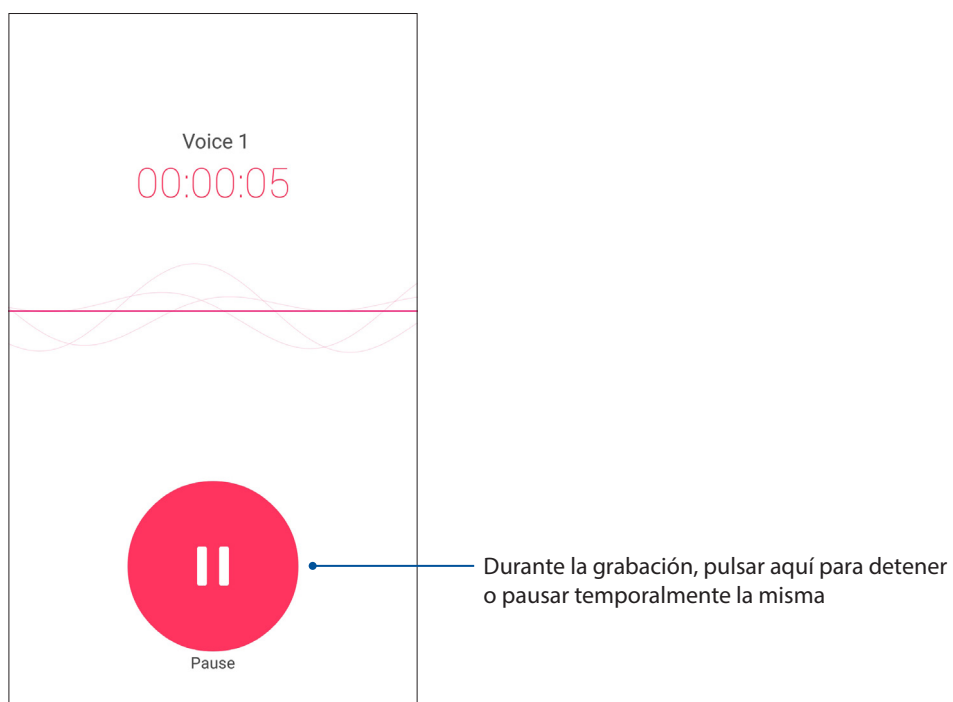 Voice 1
00:00:05
Durante la grabación, pulsar aquí para detener
o pausar temporalmente la misma
Pause